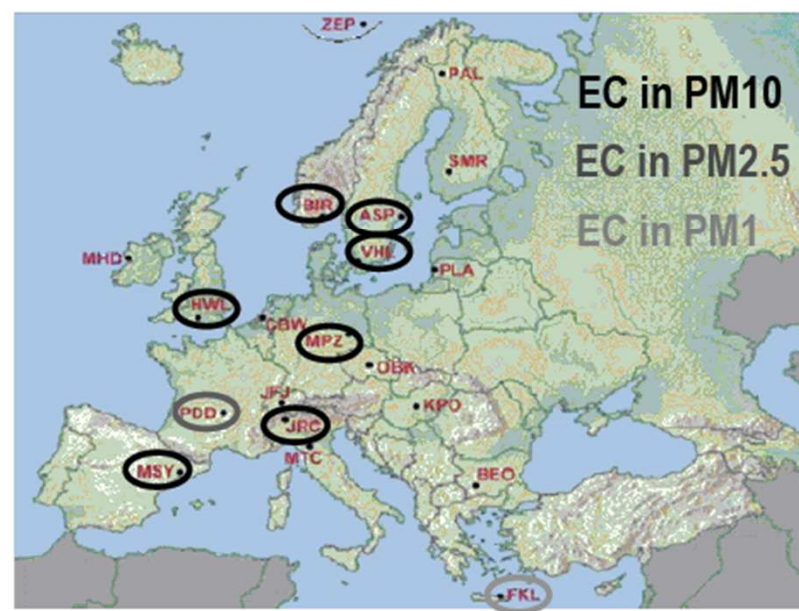 ZEP
PAL
EC in PM10
SMR
EC in PM2.5
BIR
ASP
EC in PM1
VHL
MHD
PLA
HWL
CBW
MPZ
OBK
JFJ
PDD
KPO
JRC
MTC
MSY
BEO
FKL